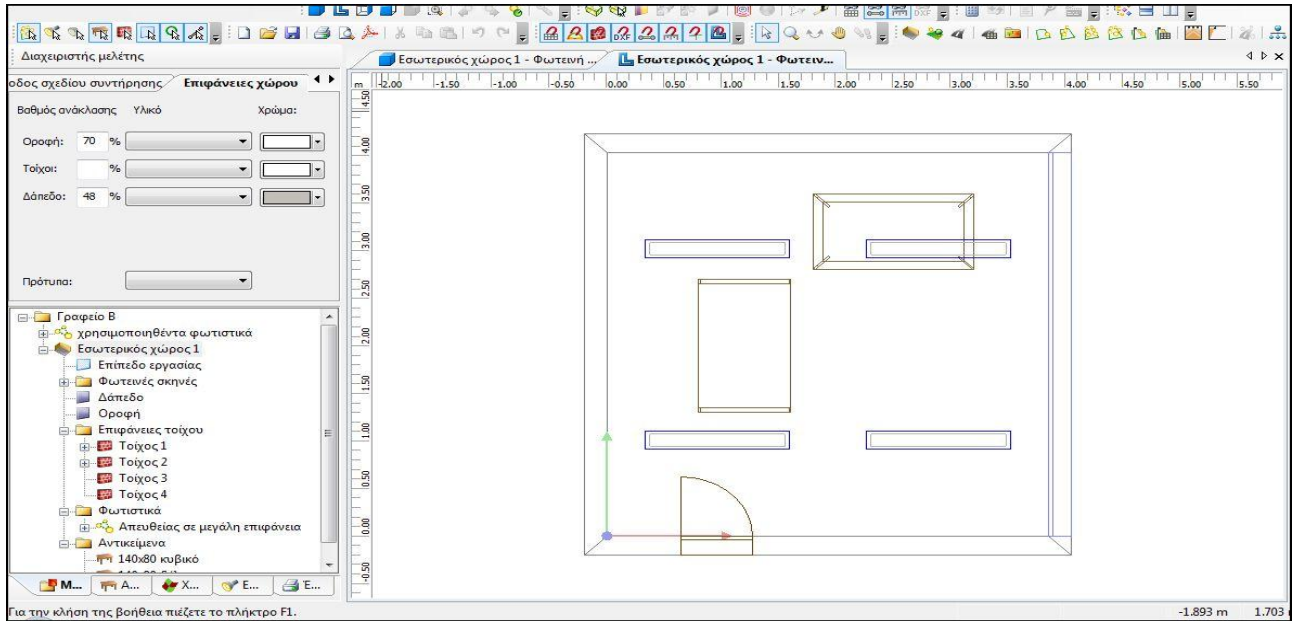 Διαχειριστής μελέτης
Εσωτερικός χώρος 1 - Φωτεινή ...
Εσωτερικός χώρος 1 - Φωτειν...
οδος σχεδίου συντήρησης
Επιφάνειες χώρου
Βαθμός ανάκλασης Υλικό Χρώμα:
Οροφή: 70 %
Τοίχοι: %
Δάπεδο: 48 %
Πρότυπα:
m -2.00 -1.50 -1.00 -0.50 0.00 0.50 1.00 1.50 2.00 2.50 3.00 3.50 4.00 4.50 5.00 5.50
4.50
4.00
3.50
3.00
2.50
2.00
1.50
1.00
0.50
0.00
-0.50
Γραφείο Β
χρησιμοποιηθέντα φωτιστικά
Εσωτερικός χώρος 1
Επίπεδο εργασίας
Φωτεινές σκηνές
Δάπεδο
Οροφή
Επιφάνειες τοίχου
Τοίχος 1
Τοίχος 2
Τοίχος 3
Τοίχος 4
Φωτιστικά
Απευθείας σε μεγάλη επιφάνεια
Αντικείμενα
140x80 κυβικό
Μ... Α... Χ... Ε... Έ...
Για την κλήση της βοήθεια πιέζετε το πλήκτρο F1.
-1.893 m 1.703